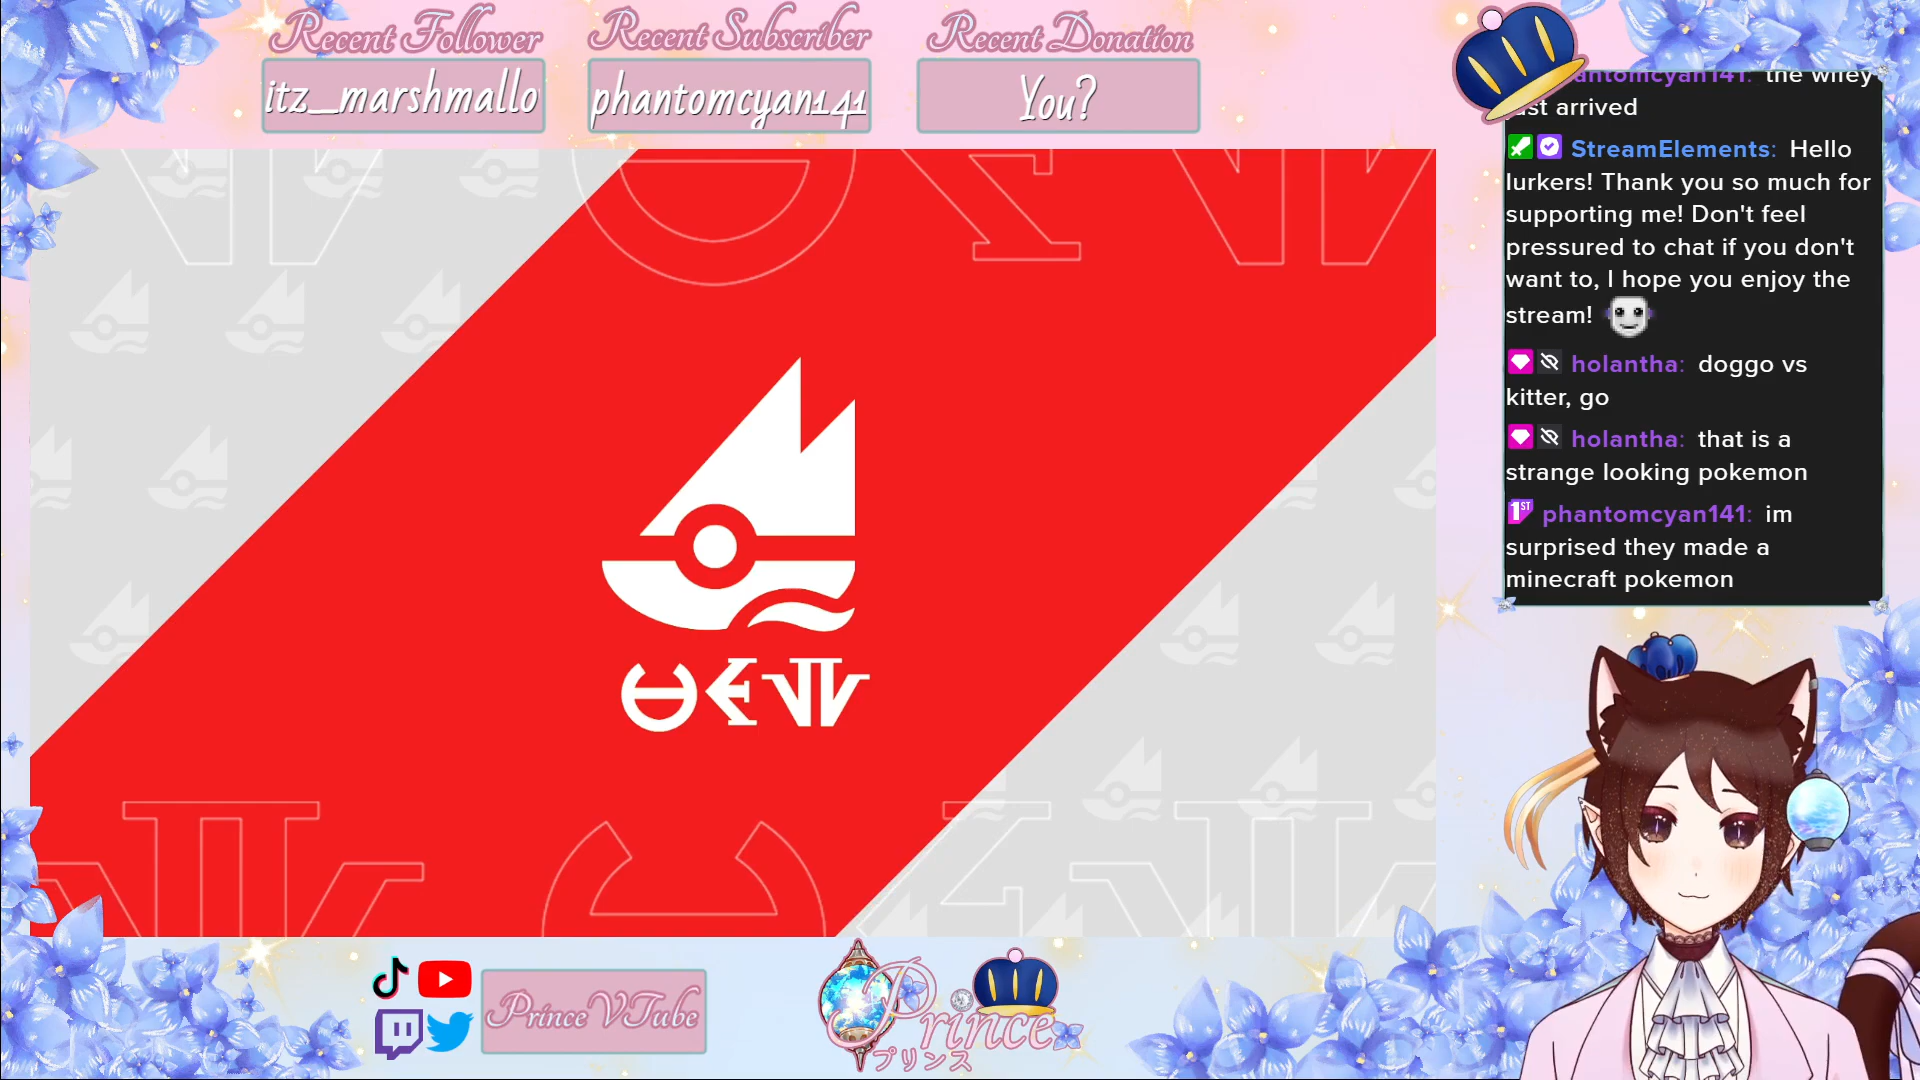 Recent Follower
Recent Subscriber
Recent Donation
itz_marshmallo
phantomcyan141
You?
the wifey
arrived
StreamElements: Hello
lurkers! Thank you so much for
supporting me! Don't feel
pressured to chat if you don't
want to, I hope you enjoy the
stream!
holantha: doggo vs
kitter, go
holantha: that is a
strange looking pokemon
1ST phantomcyan141: im
surprised they made a
minecraft pokemon
Prince VTube
Prince
プリンス